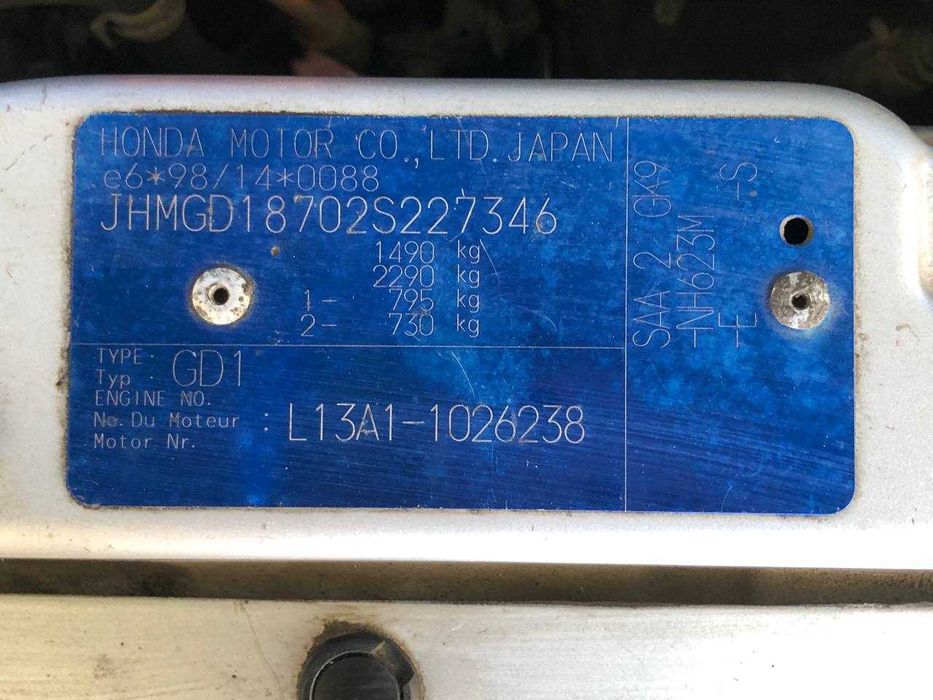 HONDA MOTOR CO.,LTD.JAPAN
e6*98/14*0088
JHMGD18702S227346
1490 kg
2290 kg
1- 795 kg
2- 730 kg
TYPE
Typ : GD1
ENGINE NO.
No.Du Moteur : L13A1-1026238
Motor Nr.
SAA 2 GK9
-NH623M
-E -S